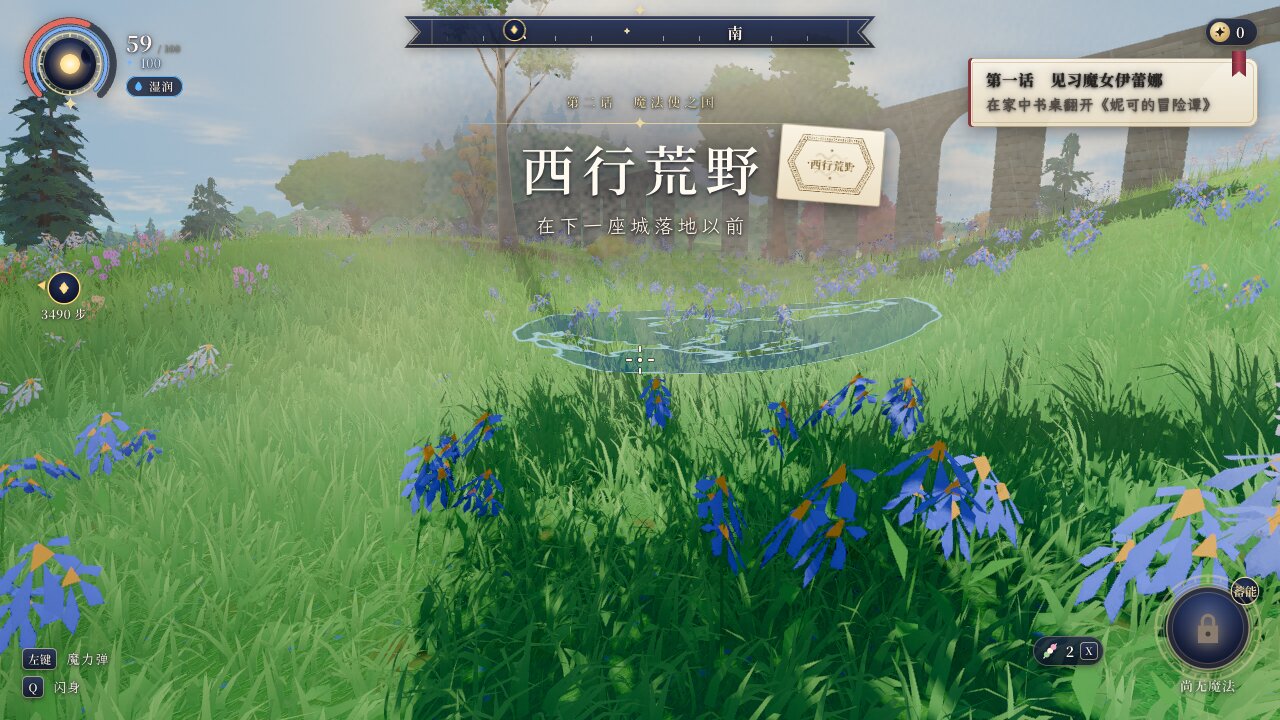 59 / 100
100
湿润
南
0
第一话 见习魔女伊蕾娜
在家中书桌翻开《妮可的冒险谭》
第二话 魔法使之国
西行荒野
·西行荒野·
在下一座城落地以前
3490 步
左键 魔力弹
Q 闪身
2 X
蓄能
尚无魔法